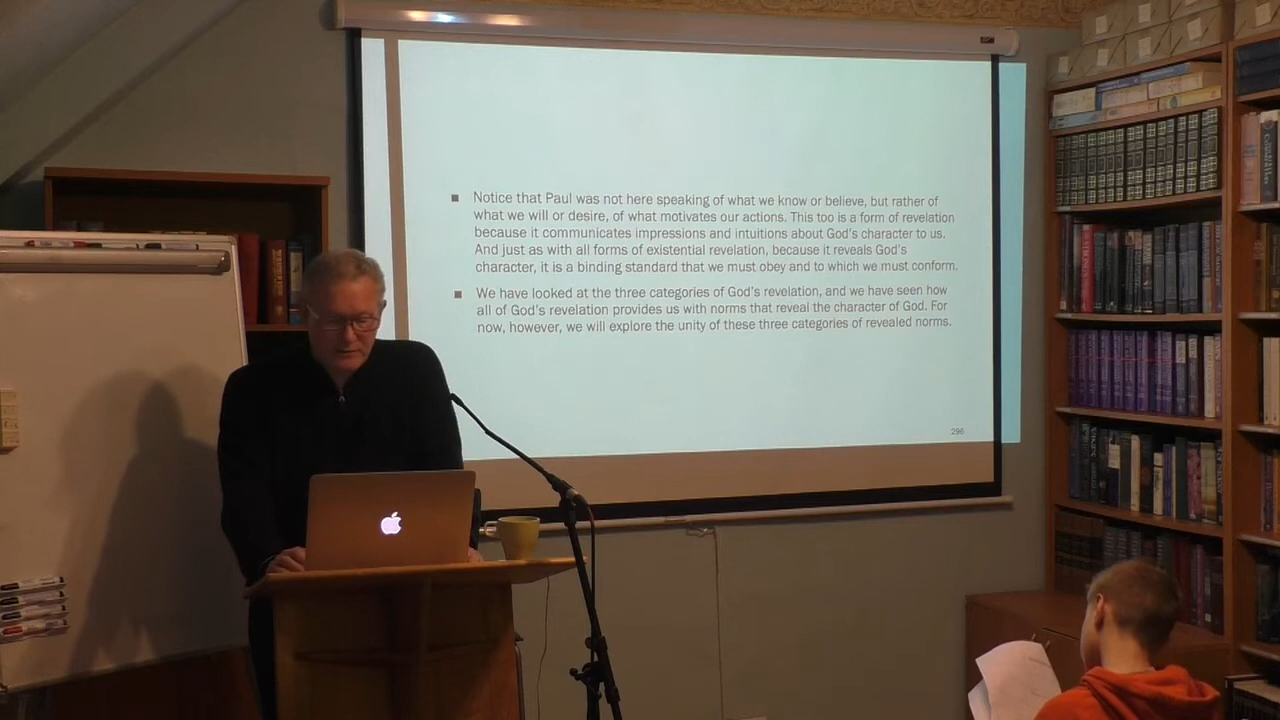 Notice that Paul was not here speaking of what we know or believe, but rather of
what we will or desire, of what motivates our actions. This too is a form of revelation
because it communicates impressions and intuitions about God's character to us.
And just as with all forms of existential revelation, because it reveals God's
character, it is a binding standard that we must obey and to which we must conform.
We have looked at the three categories of God's revelation, and we have seen how
all of God's revelation provides us with norms that reveal the character of God. For
now, however, we will explore the unity of these three categories of revealed norms.
296